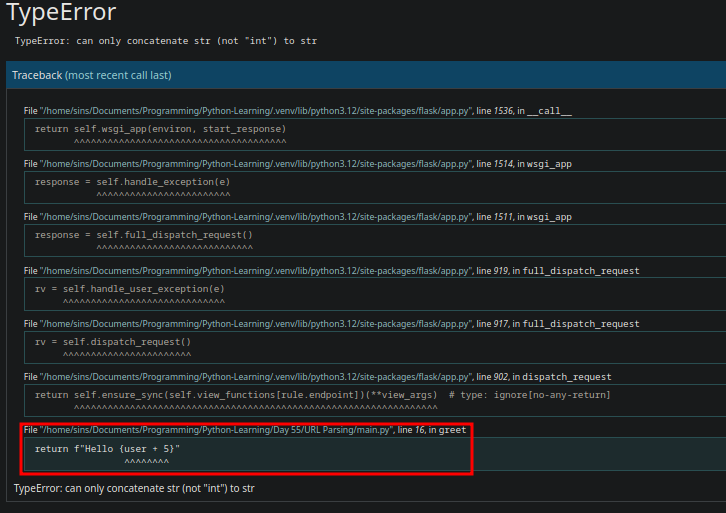 TypeError
TypeError: can only concatenate str (not "int") to str
Traceback (most recent call last)
File "/home/sins/Documents/Programming/Python-Learning/.venv/lib/python3.12/site-packages/flask/app.py", line 1536, in __call__
return self.wsgi_app(environ, start_response)
^^^^^^^^^^^^^^^^^^^^^^^^^^^^^^^^^^^^^^
File "/home/sins/Documents/Programming/Python-Learning/.venv/lib/python3.12/site-packages/flask/app.py", line 1514, in wsgi_app
response = self.handle_exception(e)
^^^^^^^^^^^^^^^^^^^^^^^^
File "/home/sins/Documents/Programming/Python-Learning/.venv/lib/python3.12/site-packages/flask/app.py", line 1511, in wsgi_app
response = self.full_dispatch_request()
^^^^^^^^^^^^^^^^^^^^^^^^^^^^
File "/home/sins/Documents/Programming/Python-Learning/.venv/lib/python3.12/site-packages/flask/app.py", line 919, in full_dispatch_request
rv = self.handle_user_exception(e)
^^^^^^^^^^^^^^^^^^^^^^^^^^^^^
File "/home/sins/Documents/Programming/Python-Learning/.venv/lib/python3.12/site-packages/flask/app.py", line 917, in full_dispatch_request
rv = self.dispatch_request()
^^^^^^^^^^^^^^^^^^^^^^^
File "/home/sins/Documents/Programming/Python-Learning/.venv/lib/python3.12/site-packages/flask/app.py", line 902, in dispatch_request
return self.ensure_sync(self.view_functions[rule.endpoint])(**view_args)  # type: ignore[no-any-return]
^^^^^^^^^^^^^^^^^^^^^^^^^^^^^^^^^^^^^^^^^^^^^^^^^^^^^^^^^^^^^^^^^
File "/home/sins/Documents/Programming/Python-Learning/Day 55/URL Parsing/main.py", line 16, in greet
return f"Hello {user + 5}"
^^^^^^^^
TypeError: can only concatenate str (not "int") to str